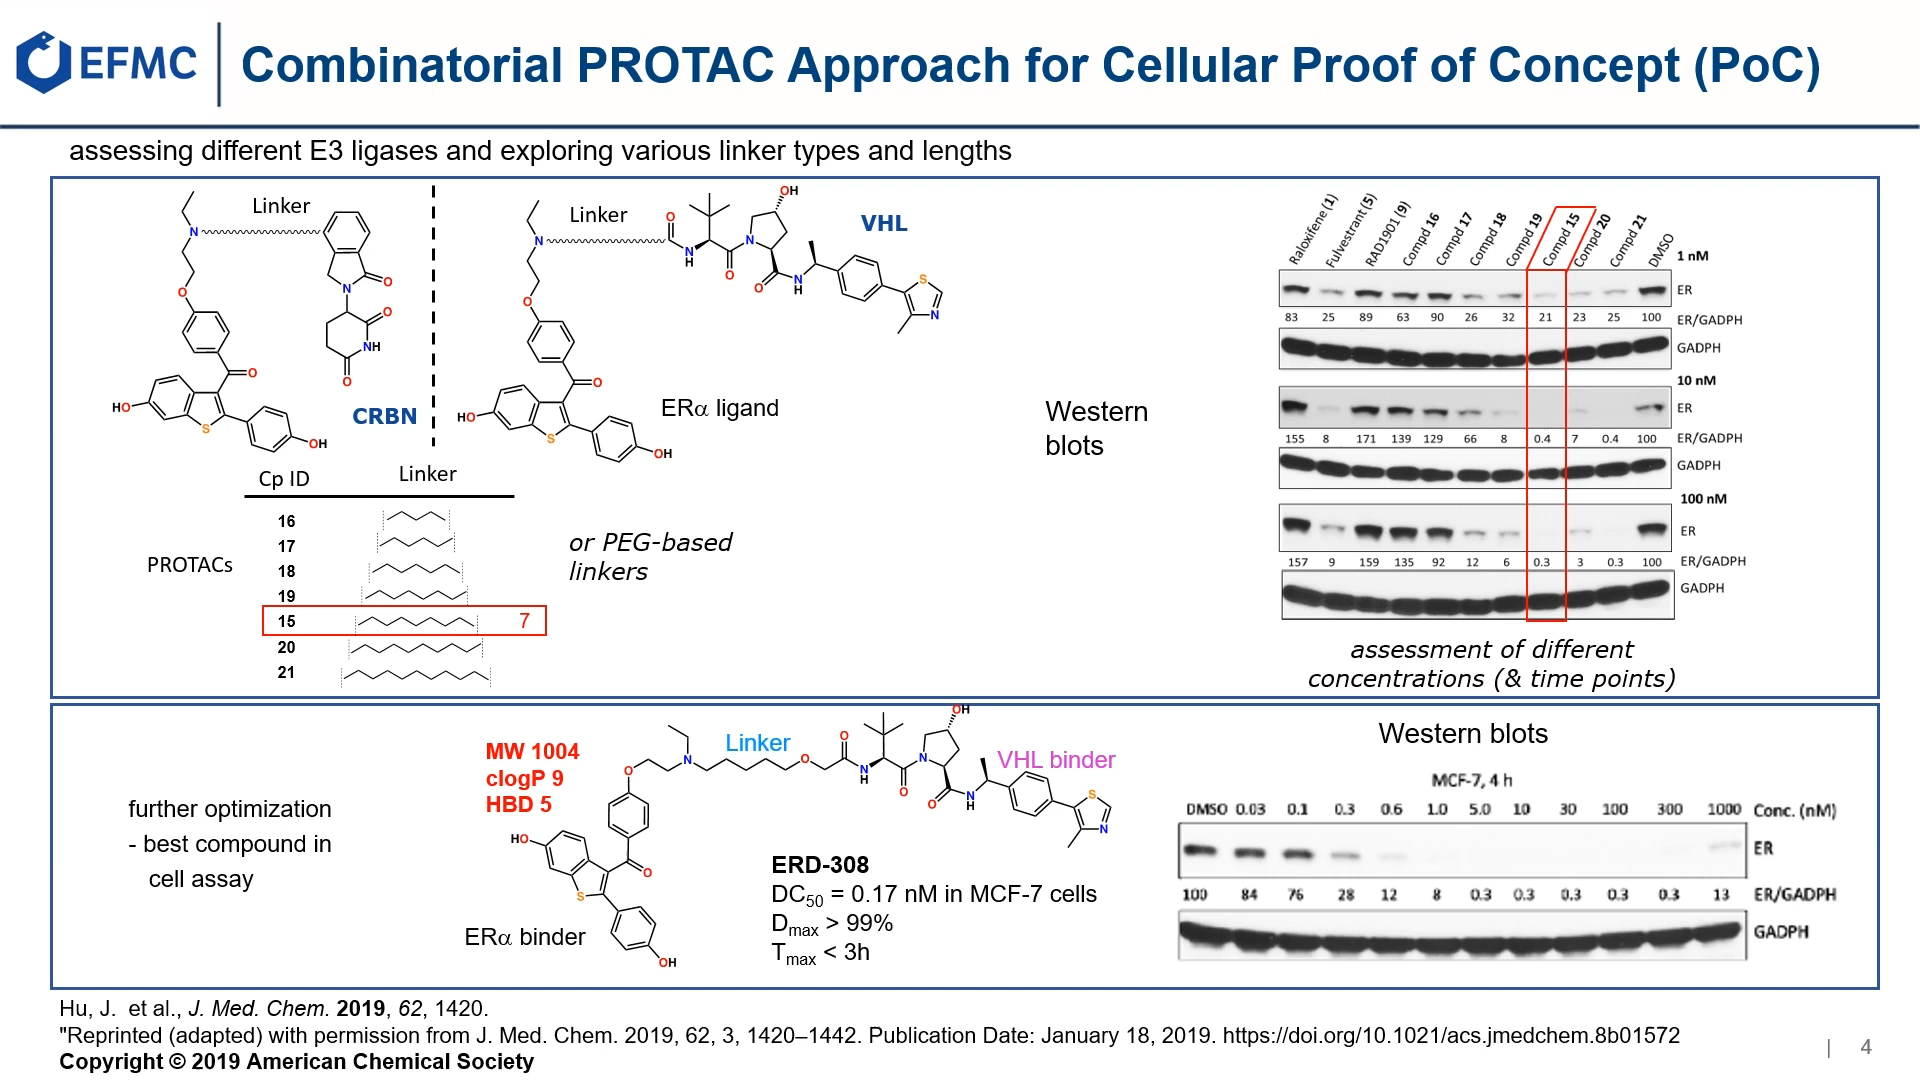 EFMC
Combinatorial PROTAC Approach for Cellular Proof of Concept (PoC)
assessing different E3 ligases and exploring various linker types and lengths
Linker
N
O
O
N
O
NH
O
HO
S
O
OH
CRBN
Linker
VHL
N
O
O
N
H
O
N
OH
O
N
H
S
N
O
HO
S
OH
ERα ligand
Cp ID
Linker
PROTACs
16
17
18
19
15
7
20
21
or PEG-based
linkers
Western
blots
Raloxifene (1)
Fulvestrant (5)
RAD1901 (9)
Compd 16
Compd 17
Compd 18
Compd 19
Compd 15
Compd 20
Compd 21
DMSO
1 nM
ER
83 25 89 63 90 26 32 21 23 25 100 ER/GADPH
GADPH
10 nM
ER
155 8 171 139 129 66 8 0.4 7 0.4 100 ER/GADPH
GADPH
100 nM
ER
157 9 159 135 92 12 6 0.3 3 0.3 100 ER/GADPH
GADPH
assessment of different
concentrations (& time points)
further optimization
- best compound in
cell assay
MW 1004
clogP 9
HBD 5
Linker
VHL binder
O
N
O
O
N
H
O
N
OH
O
N
H
S
N
HO
S
O
OH
ERα binder
ERD-308
DC50 = 0.17 nM in MCF-7 cells
Dmax > 99%
Tmax < 3h
Western blots
MCF-7, 4 h
DMSO 0.03 0.1 0.3 0.6 1.0 5.0 10 30 100 300 1000 Conc. (nM)
ER
100 84 76 28 12 8 0.3 0.3 0.3 0.3 0.3 13 ER/GADPH
GADPH
Hu, J. et al., J. Med. Chem. 2019, 62, 1420.
"Reprinted (adapted) with permission from J. Med. Chem. 2019, 62, 3, 1420–1442. Publication Date: January 18, 2019. https://doi.org/10.1021/acs.jmedchem.8b01572
Copyright © 2019 American Chemical Society
| 4